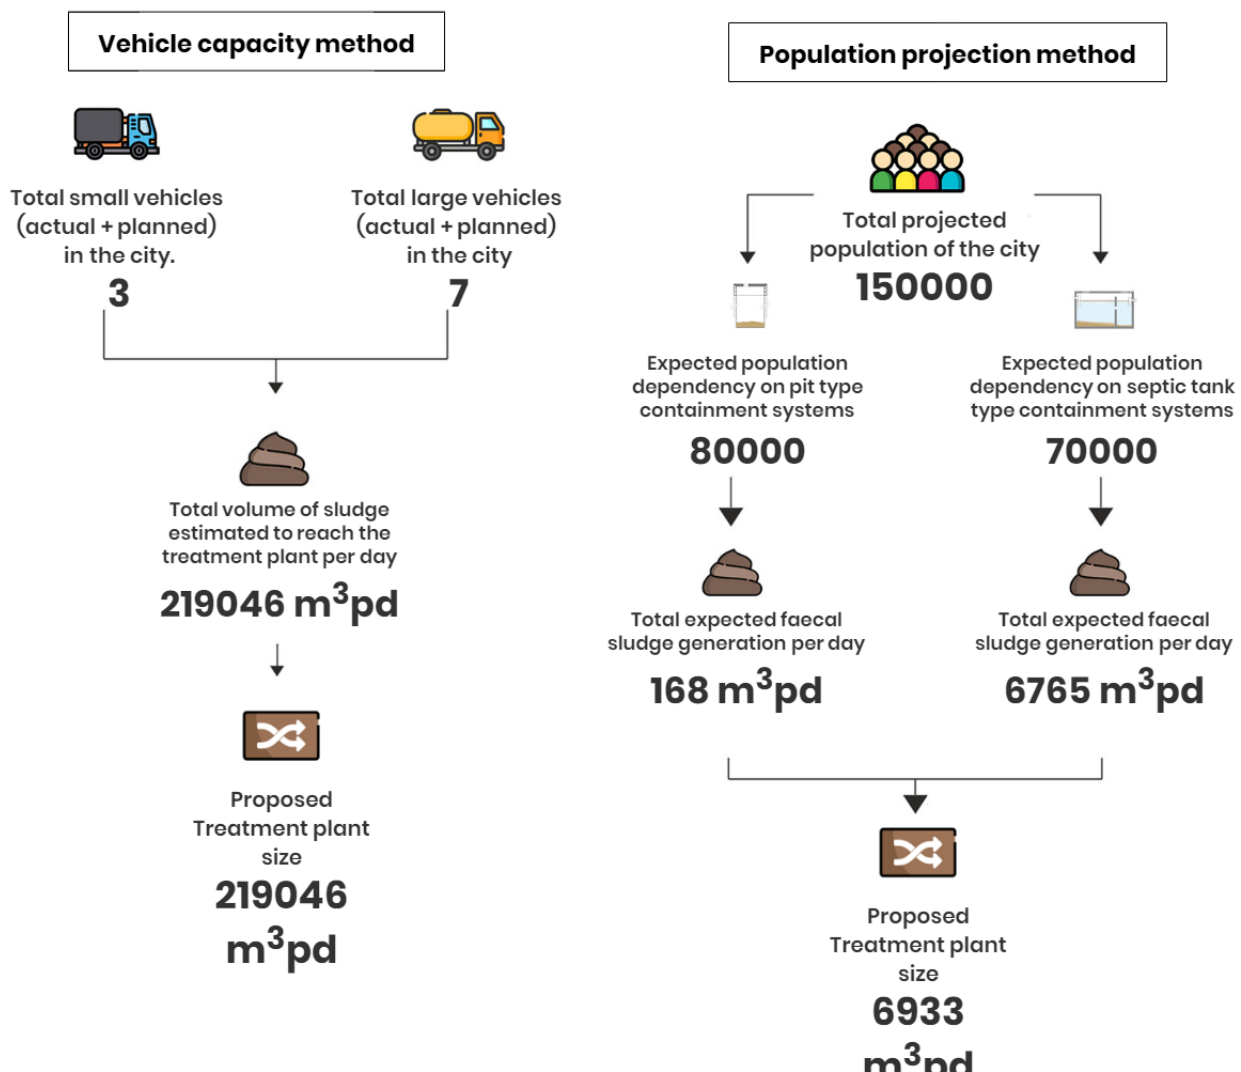 Vehicle capacity method
Total small vehicles
(actual + planned)
in the city.
3
Total large vehicles
(actual + planned)
in the city
7
Total volume of sludge
estimated to reach the
treatment plant per day
219046 m³pd
Proposed
Treatment plant
size
219046
m³pd
Population projection method
Total projected
population of the city
150000
Expected population
dependency on pit type
containment systems
80000
Expected population
dependency on septic tank
type containment systems
70000
Total expected faecal
sludge generation per day
168 m³pd
Total expected faecal
sludge generation per day
6765 m³pd
Proposed
Treatment plant
size
6933
m³pd